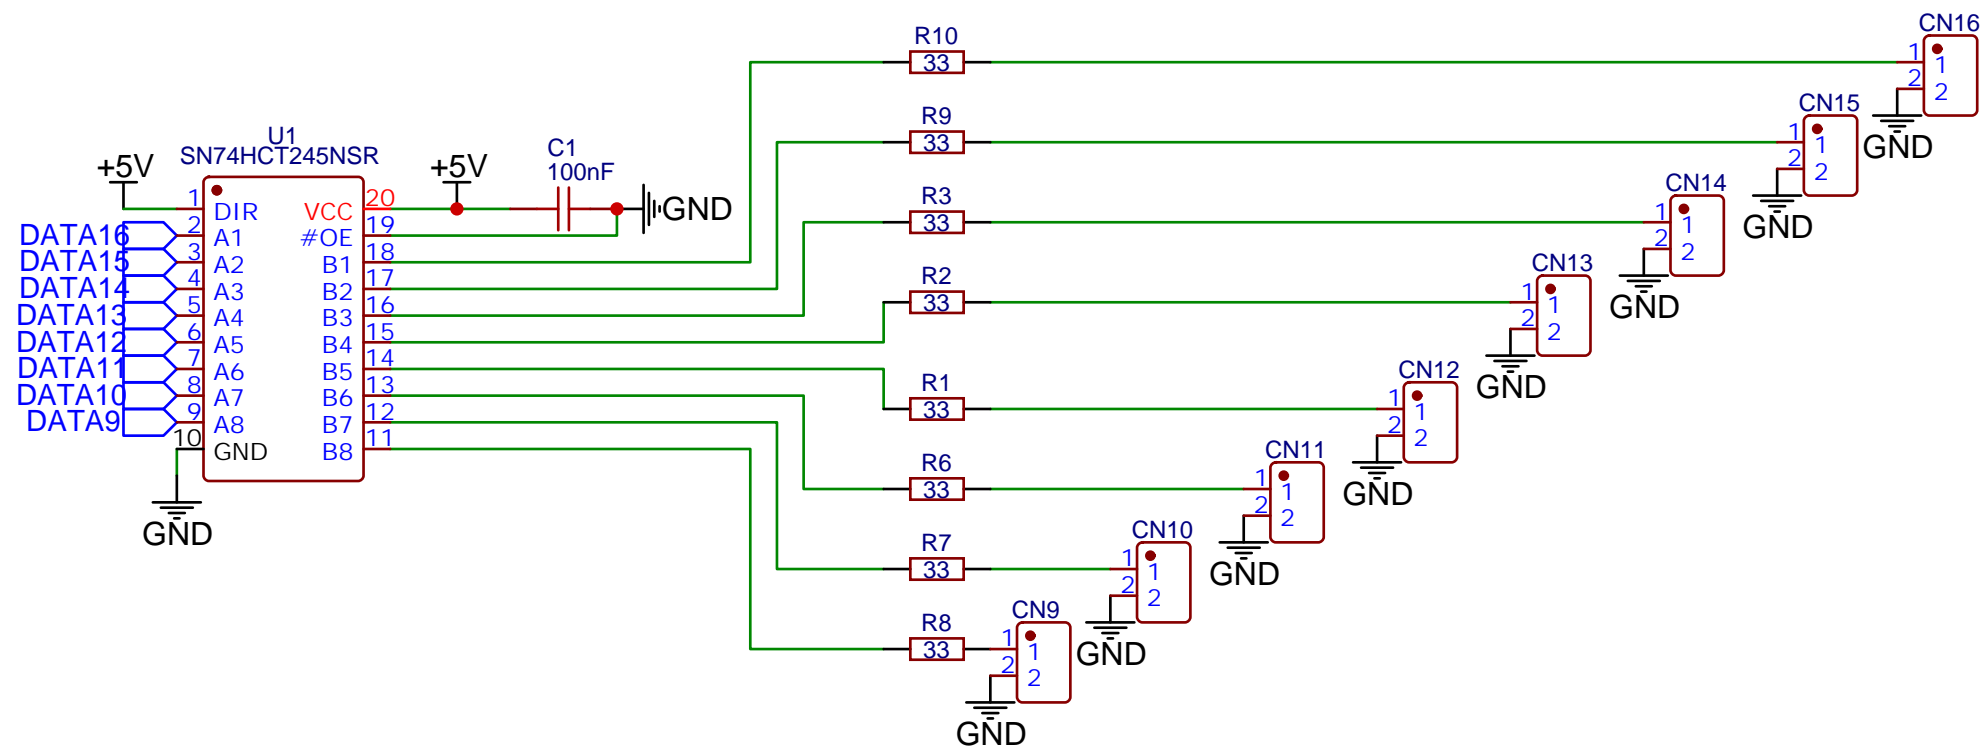 U1
SN74HCT245NSR
+5V
1 DIR
DATA16 2 A1
DATA15 3 A2
DATA14 4 A3
DATA13 5 A4
DATA12 6 A5
DATA11 7 A6
DATA10 8 A7
DATA9 9 A8
10 GND
GND
VCC 20
#OE 19
B1 18
B2 17
B3 16
B4 15
B5 14
B6 13
B7 12
B8 11
+5V
C1
100nF
GND
R10
33
R9
33
R3
33
R2
33
R1
33
R6
33
R7
33
R8
33
CN16
1 1
2 2
GND
CN15
1 1
2 2
GND
CN14
1 1
2 2
GND
CN13
1 1
2 2
GND
CN12
1 1
2 2
GND
CN11
1 1
2 2
GND
CN10
1 1
2 2
GND
CN9
1 1
2 2
GND